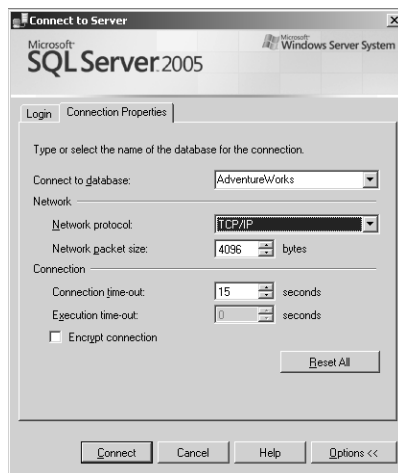 Connect to Server
Microsoft
SQL Server 2005
Microsoft
Windows Server System
Login Connection Properties
Type or select the name of the database for the connection.
Connect to database: AdventureWorks
Network
Network protocol: TCP/IP
Network packet size: 4096 bytes
Connection
Connection time-out: 15 seconds
Execution time-out: 0 seconds
Encrypt connection
Reset All
Connect Cancel Help Options <<